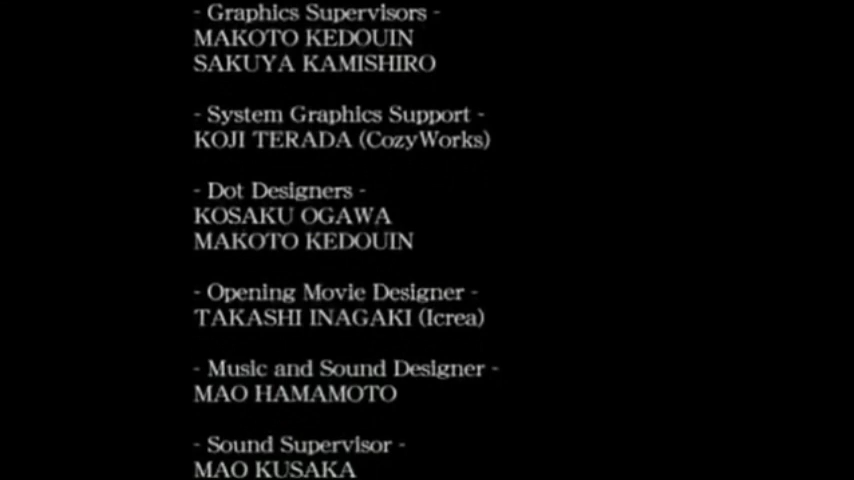 - Graphics Supervisors -
MAKOTO KEDOUIN
SAKUYA KAMISHIRO
- System Graphics Support -
KOJI TERADA (CozyWorks)
- Dot Designers -
KOSAKU OGAWA
MAKOTO KEDOUIN
- Opening Movie Designer -
TAKASHI INAGAKI (Icrea)
- Music and Sound Designer -
MAO HAMAMOTO
- Sound Supervisor -
MAO KUSAKA